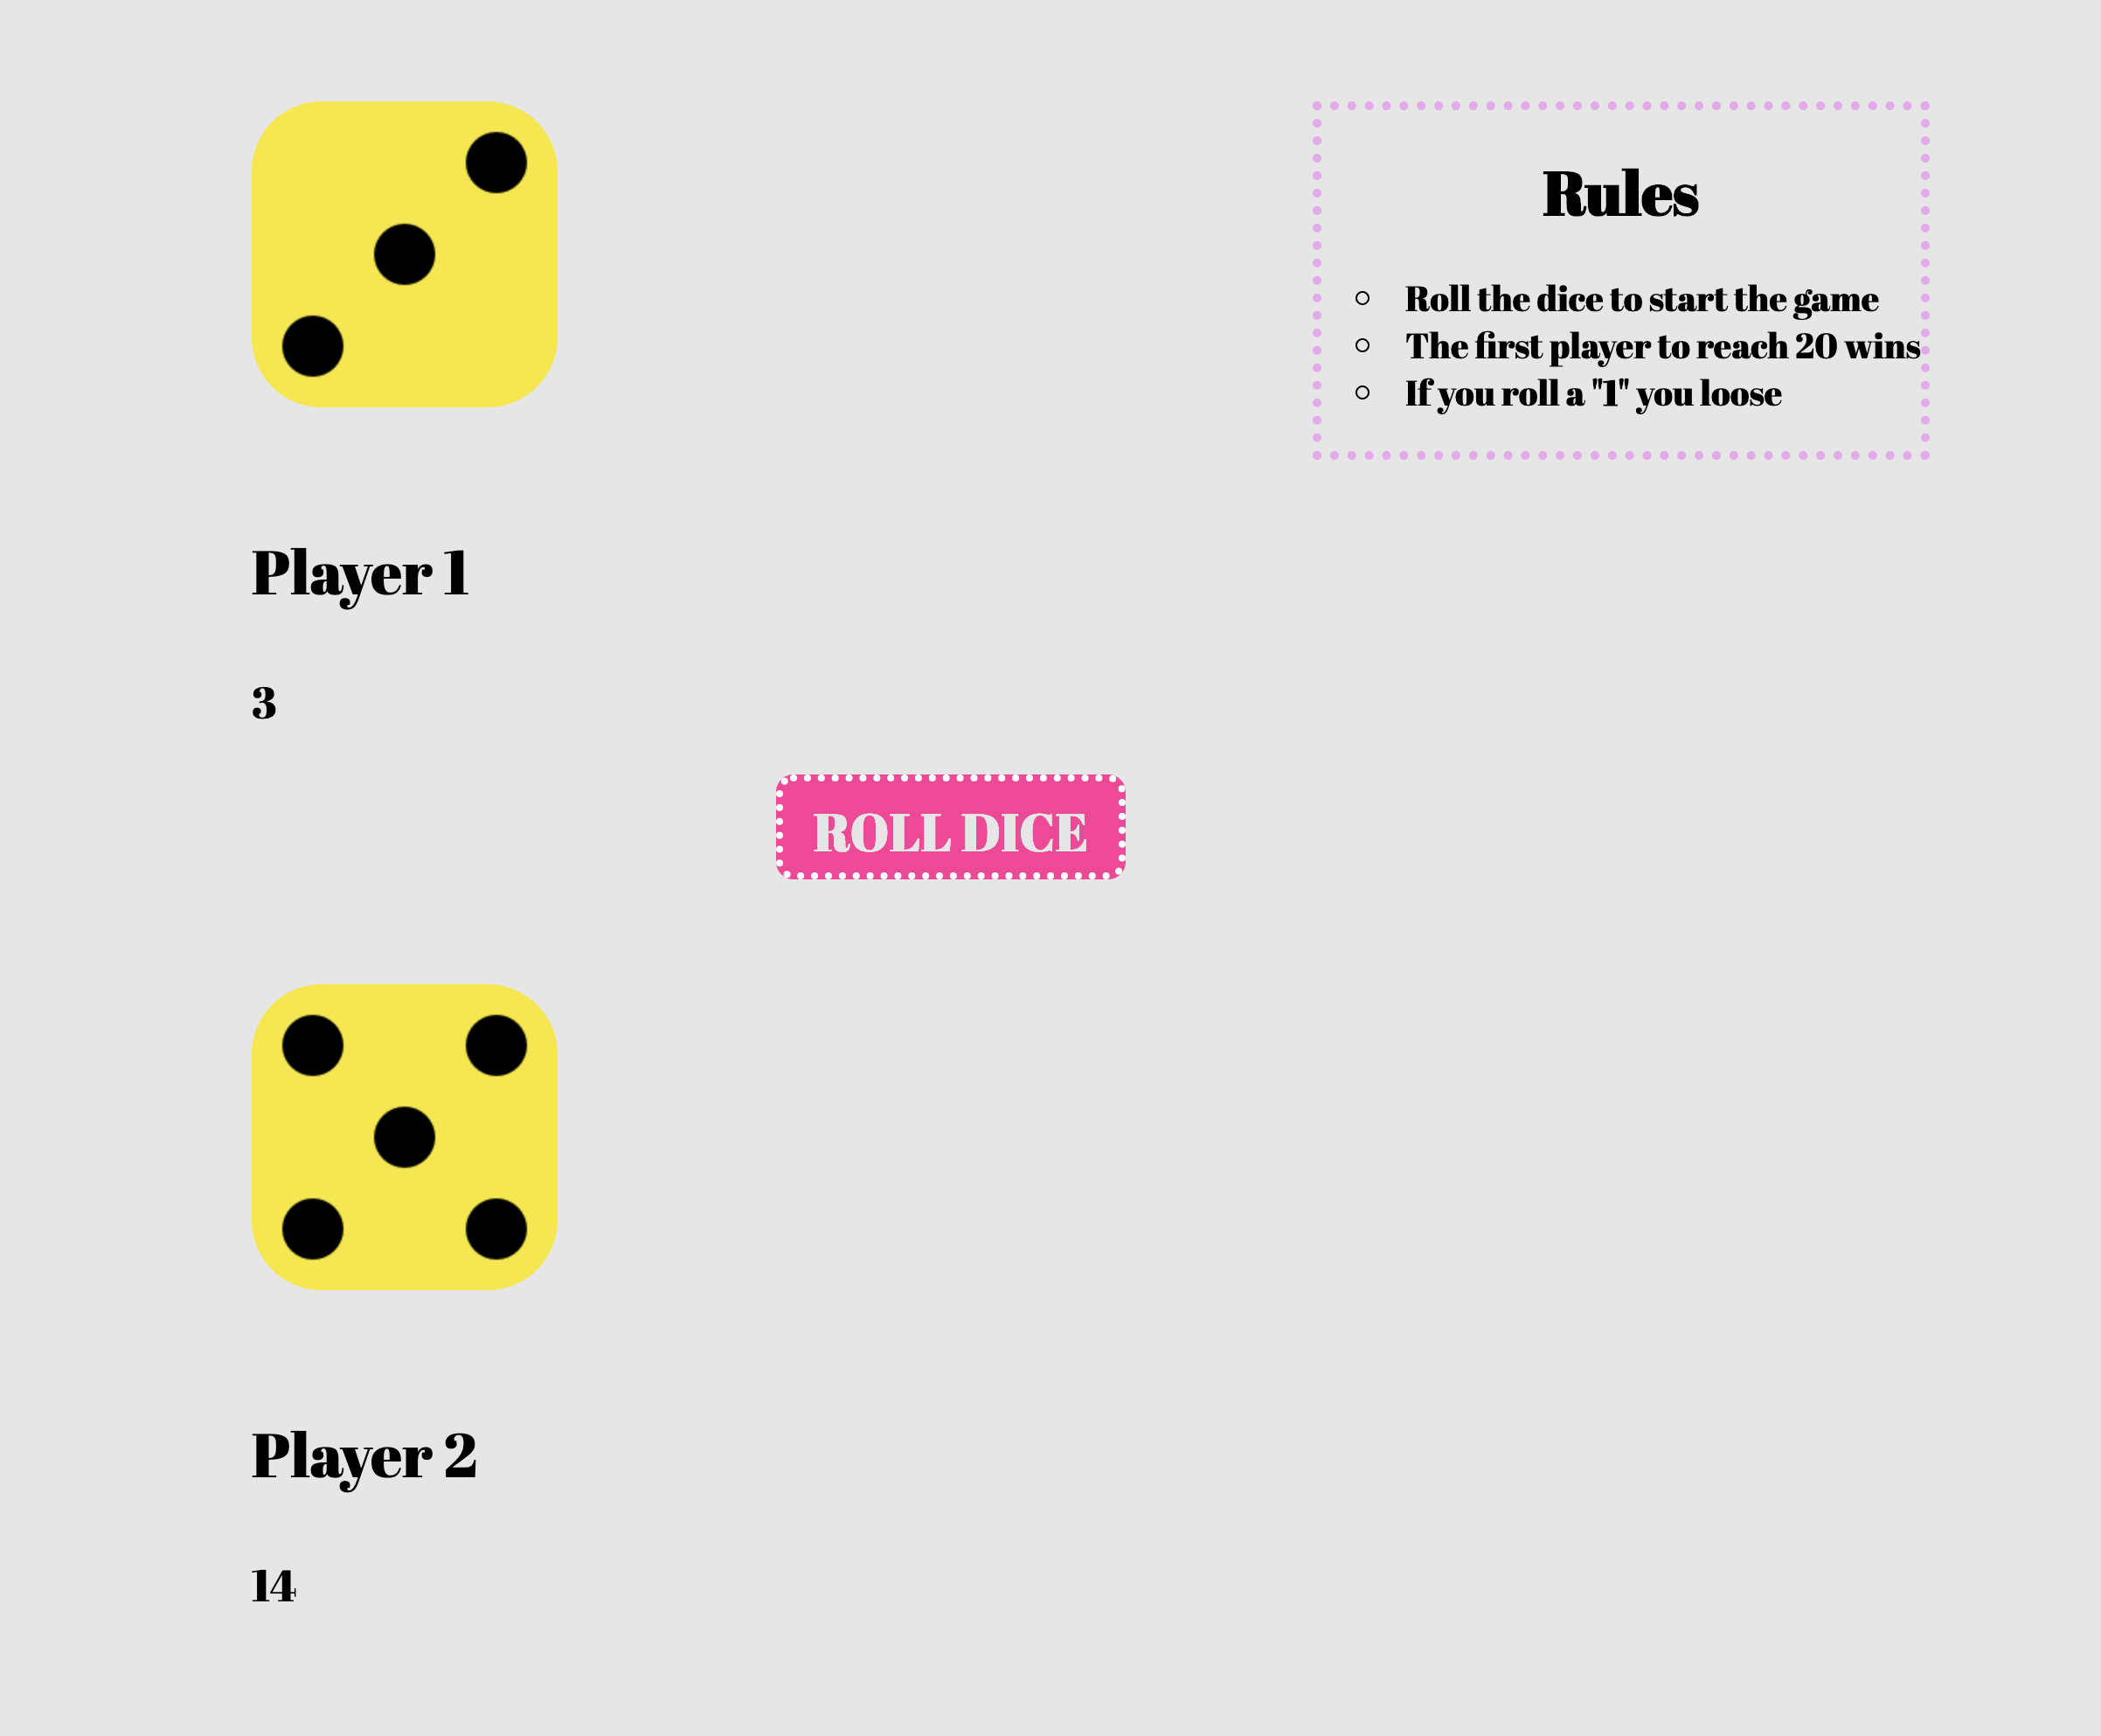 Rules
Roll the dice to start the game
The first player to reach 20 wins
If you roll a "1" you loose
Player 1
3
ROLL DICE
Player 2
14